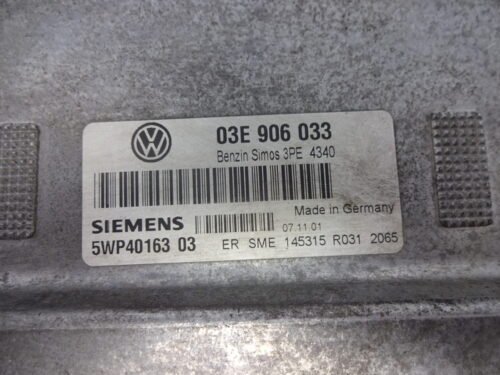 03E 906 033
Benzin Simos 3PE 4340
Made in Germany
SIEMENS
07.11.01
5WP40163 03 ER SME 145315 R031 2065